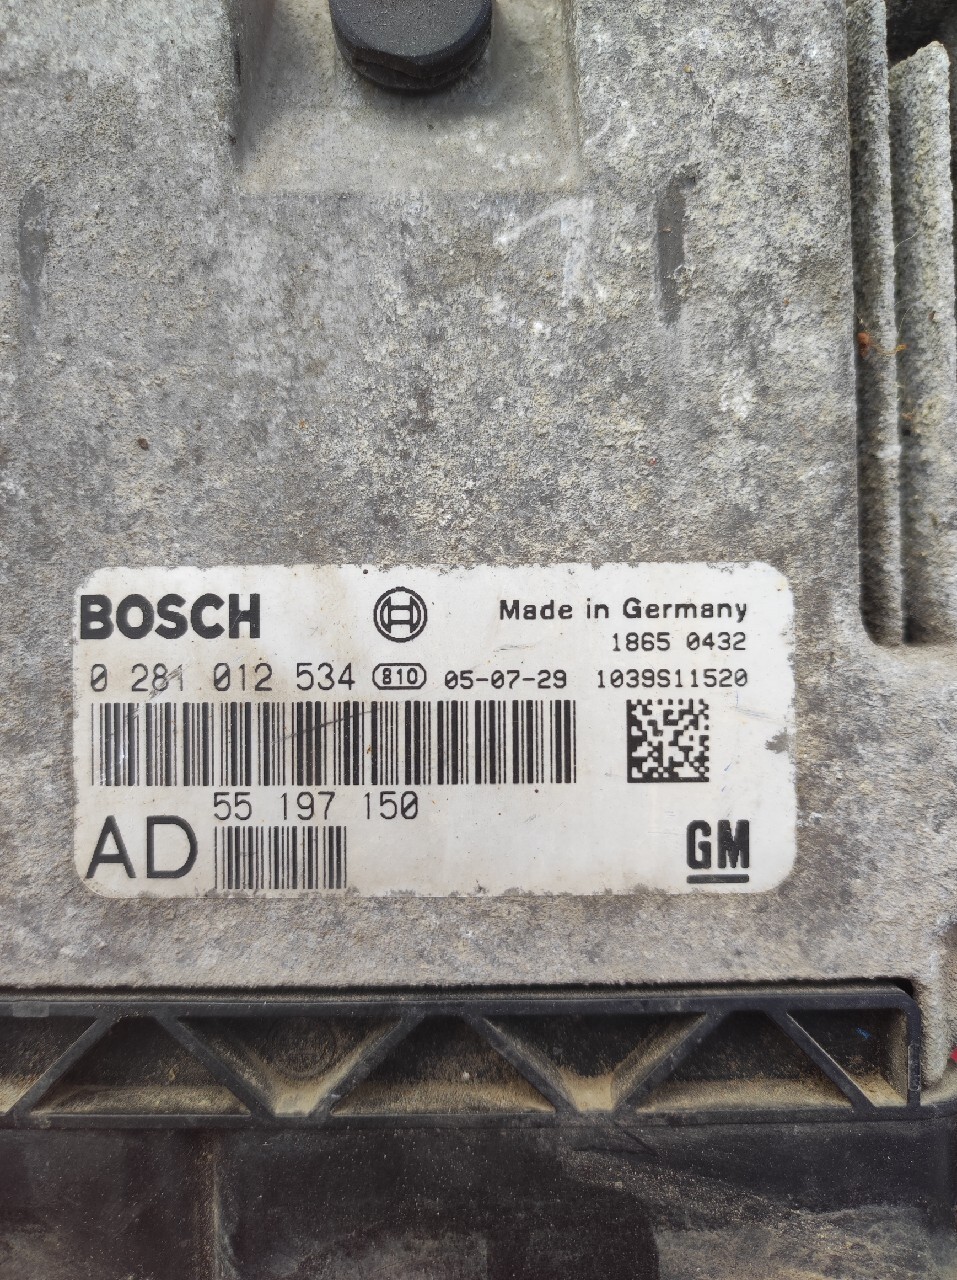 BOSCH Made in Germany
1865 0432
0 281 012 534 810 05-07-29 1039S11520
55 197 150
AD GM